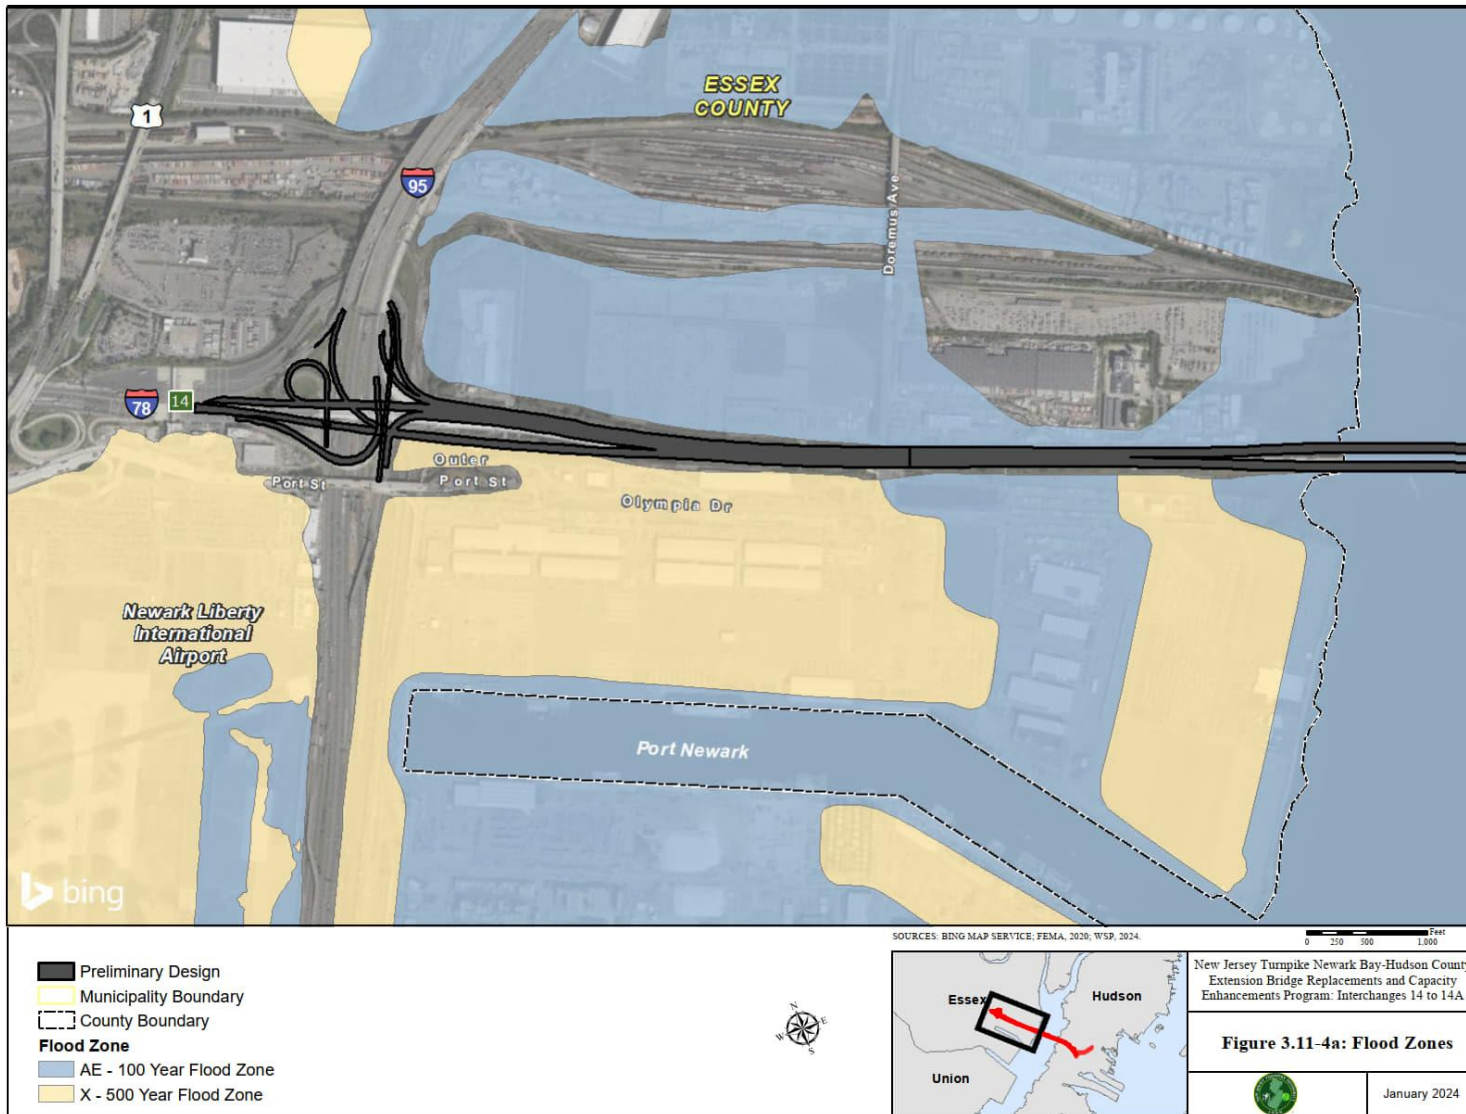 ESSEX
COUNTY
1
95
Doremus Ave
78
14
Outer
Port St
Port St
Olympia Dr
Newark Liberty
International
Airport
Port Newark
bing
SOURCES: BING MAP SERVICE; FEMA, 2020; WSP, 2024.
Feet
0 250 500 1,000
Preliminary Design
Municipality Boundary
County Boundary
Flood Zone
AE - 100 Year Flood Zone
X - 500 Year Flood Zone
N
E
S
W
Essex
Hudson
Union
New Jersey Turnpike Newark Bay-Hudson County
Extension Bridge Replacements and Capacity
Enhancements Program: Interchanges 14 to 14A
Figure 3.11-4a: Flood Zones
January 2024